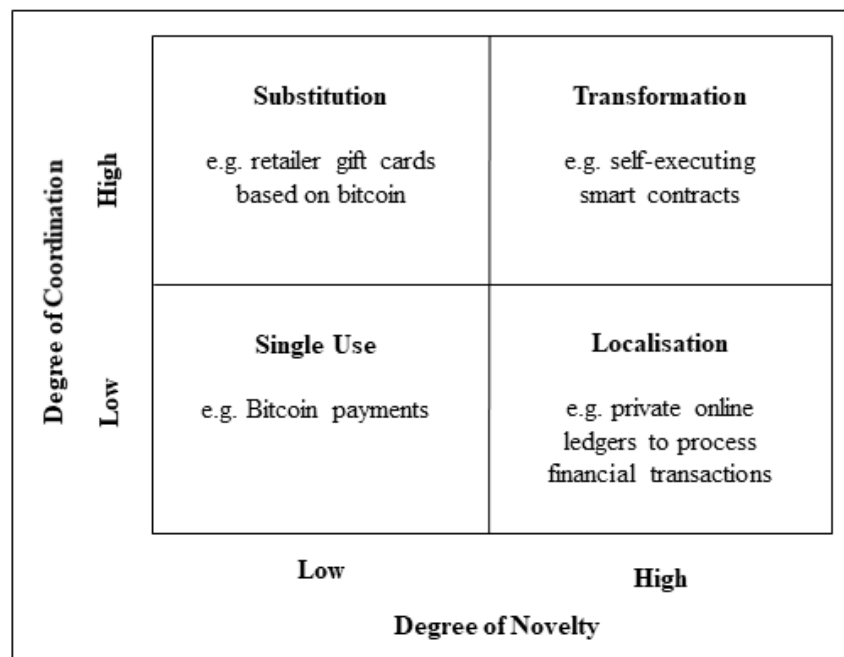 Degree of Coordination
High
Substitution
e.g. retailer gift cards
based on bitcoin
Transformation
e.g. self-executing
smart contracts
Low
Single Use
e.g. Bitcoin payments
Localisation
e.g. private online
ledgers to process
financial transactions
Low
High
Degree of Novelty